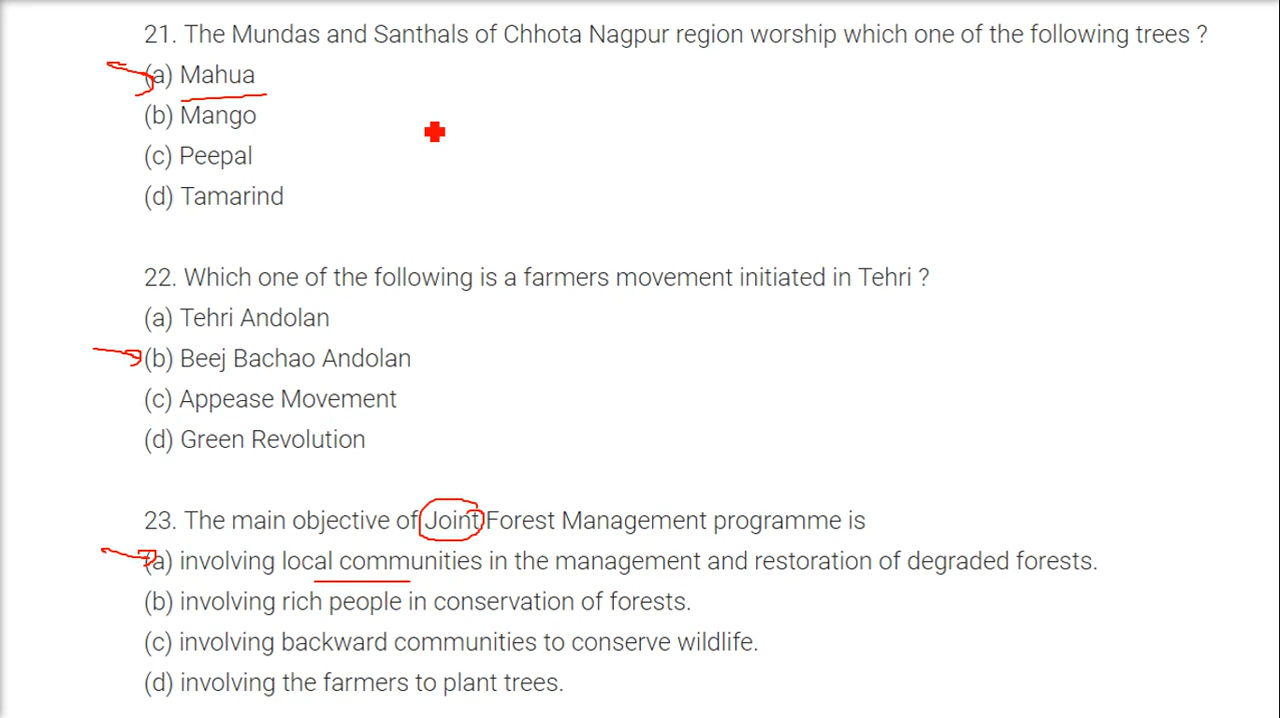 21. The Mundas and Santhals of Chhota Nagpur region worship which one of the following trees ?
(a) Mahua
(b) Mango
(c) Peepal
(d) Tamarind
22. Which one of the following is a farmers movement initiated in Tehri ?
(a) Tehri Andolan
(b) Beej Bachao Andolan
(c) Appease Movement
(d) Green Revolution
23. The main objective of Joint Forest Management programme is
(a) involving local communities in the management and restoration of degraded forests.
(b) involving rich people in conservation of forests.
(c) involving backward communities to conserve wildlife.
(d) involving the farmers to plant trees.